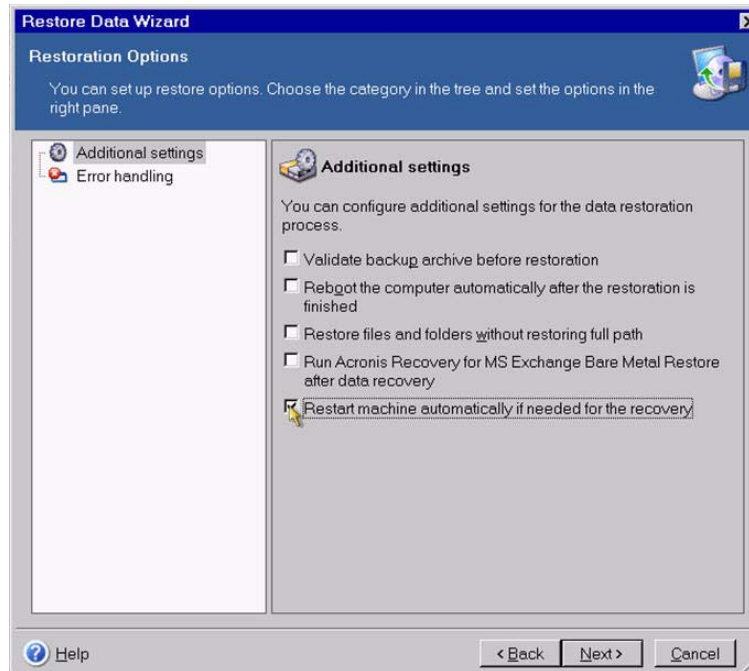 Restore Data Wizard
Restoration Options
You can set up restore options. Choose the category in the tree and set the options in the
right pane.
Additional settings
Error handling
Additional settings
You can configure additional settings for the data restoration
process.
Validate backup archive before restoration
Reboot the computer automatically after the restoration is
finished
Restore files and folders without restoring full path
Run Acronis Recovery for MS Exchange Bare Metal Restore
after data recovery
Restart machine automatically if needed for the recovery
Help
< Back
Next >
Cancel